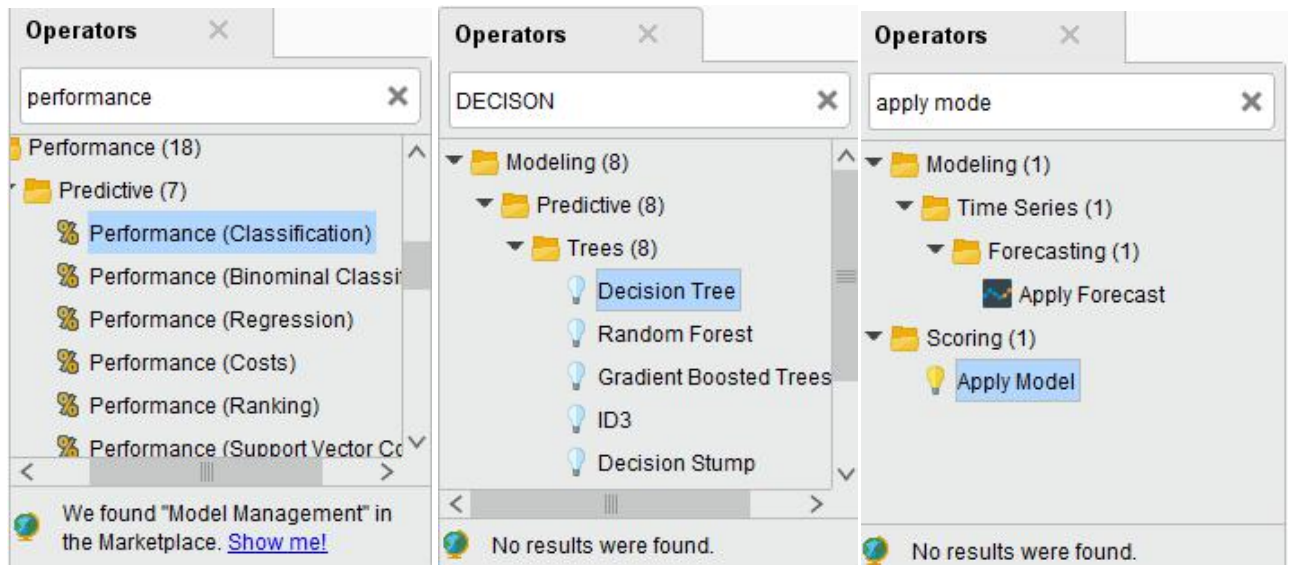 Operators
performance
Performance (18)
Predictive (7)
Performance (Classification)
Performance (Binominal Classif
Performance (Regression)
Performance (Costs)
Performance (Ranking)
Performance (Support Vector Co
We found "Model Management" in
the Marketplace. Show me!
Operators
DECISON
Modeling (8)
Predictive (8)
Trees (8)
Decision Tree
Random Forest
Gradient Boosted Trees
ID3
Decision Stump
No results were found.
Operators
apply mode
Modeling (1)
Time Series (1)
Forecasting (1)
Apply Forecast
Scoring (1)
Apply Model
No results were found.